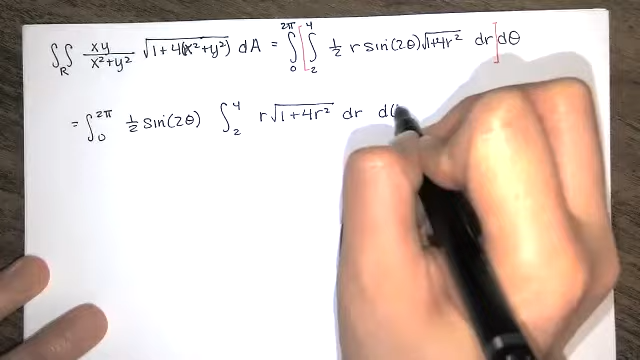 ∫∫_R xy/(x²+y²) √(1+4(x²+y²)) dA = ∫_0^{2π} [∫_2^4 ½ r sin(2θ)√(1+4r²) dr] dθ
= ∫_0^{2π} ½ sin(2θ) ∫_2^4 r√(1+4r²) dr d